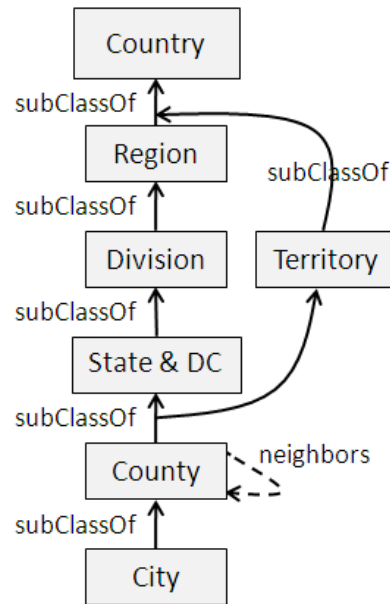 Country
subClassOf
Region
subClassOf
subClassOf
Division
Territory
subClassOf
State & DC
subClassOf
neighbors
County
subClassOf
City